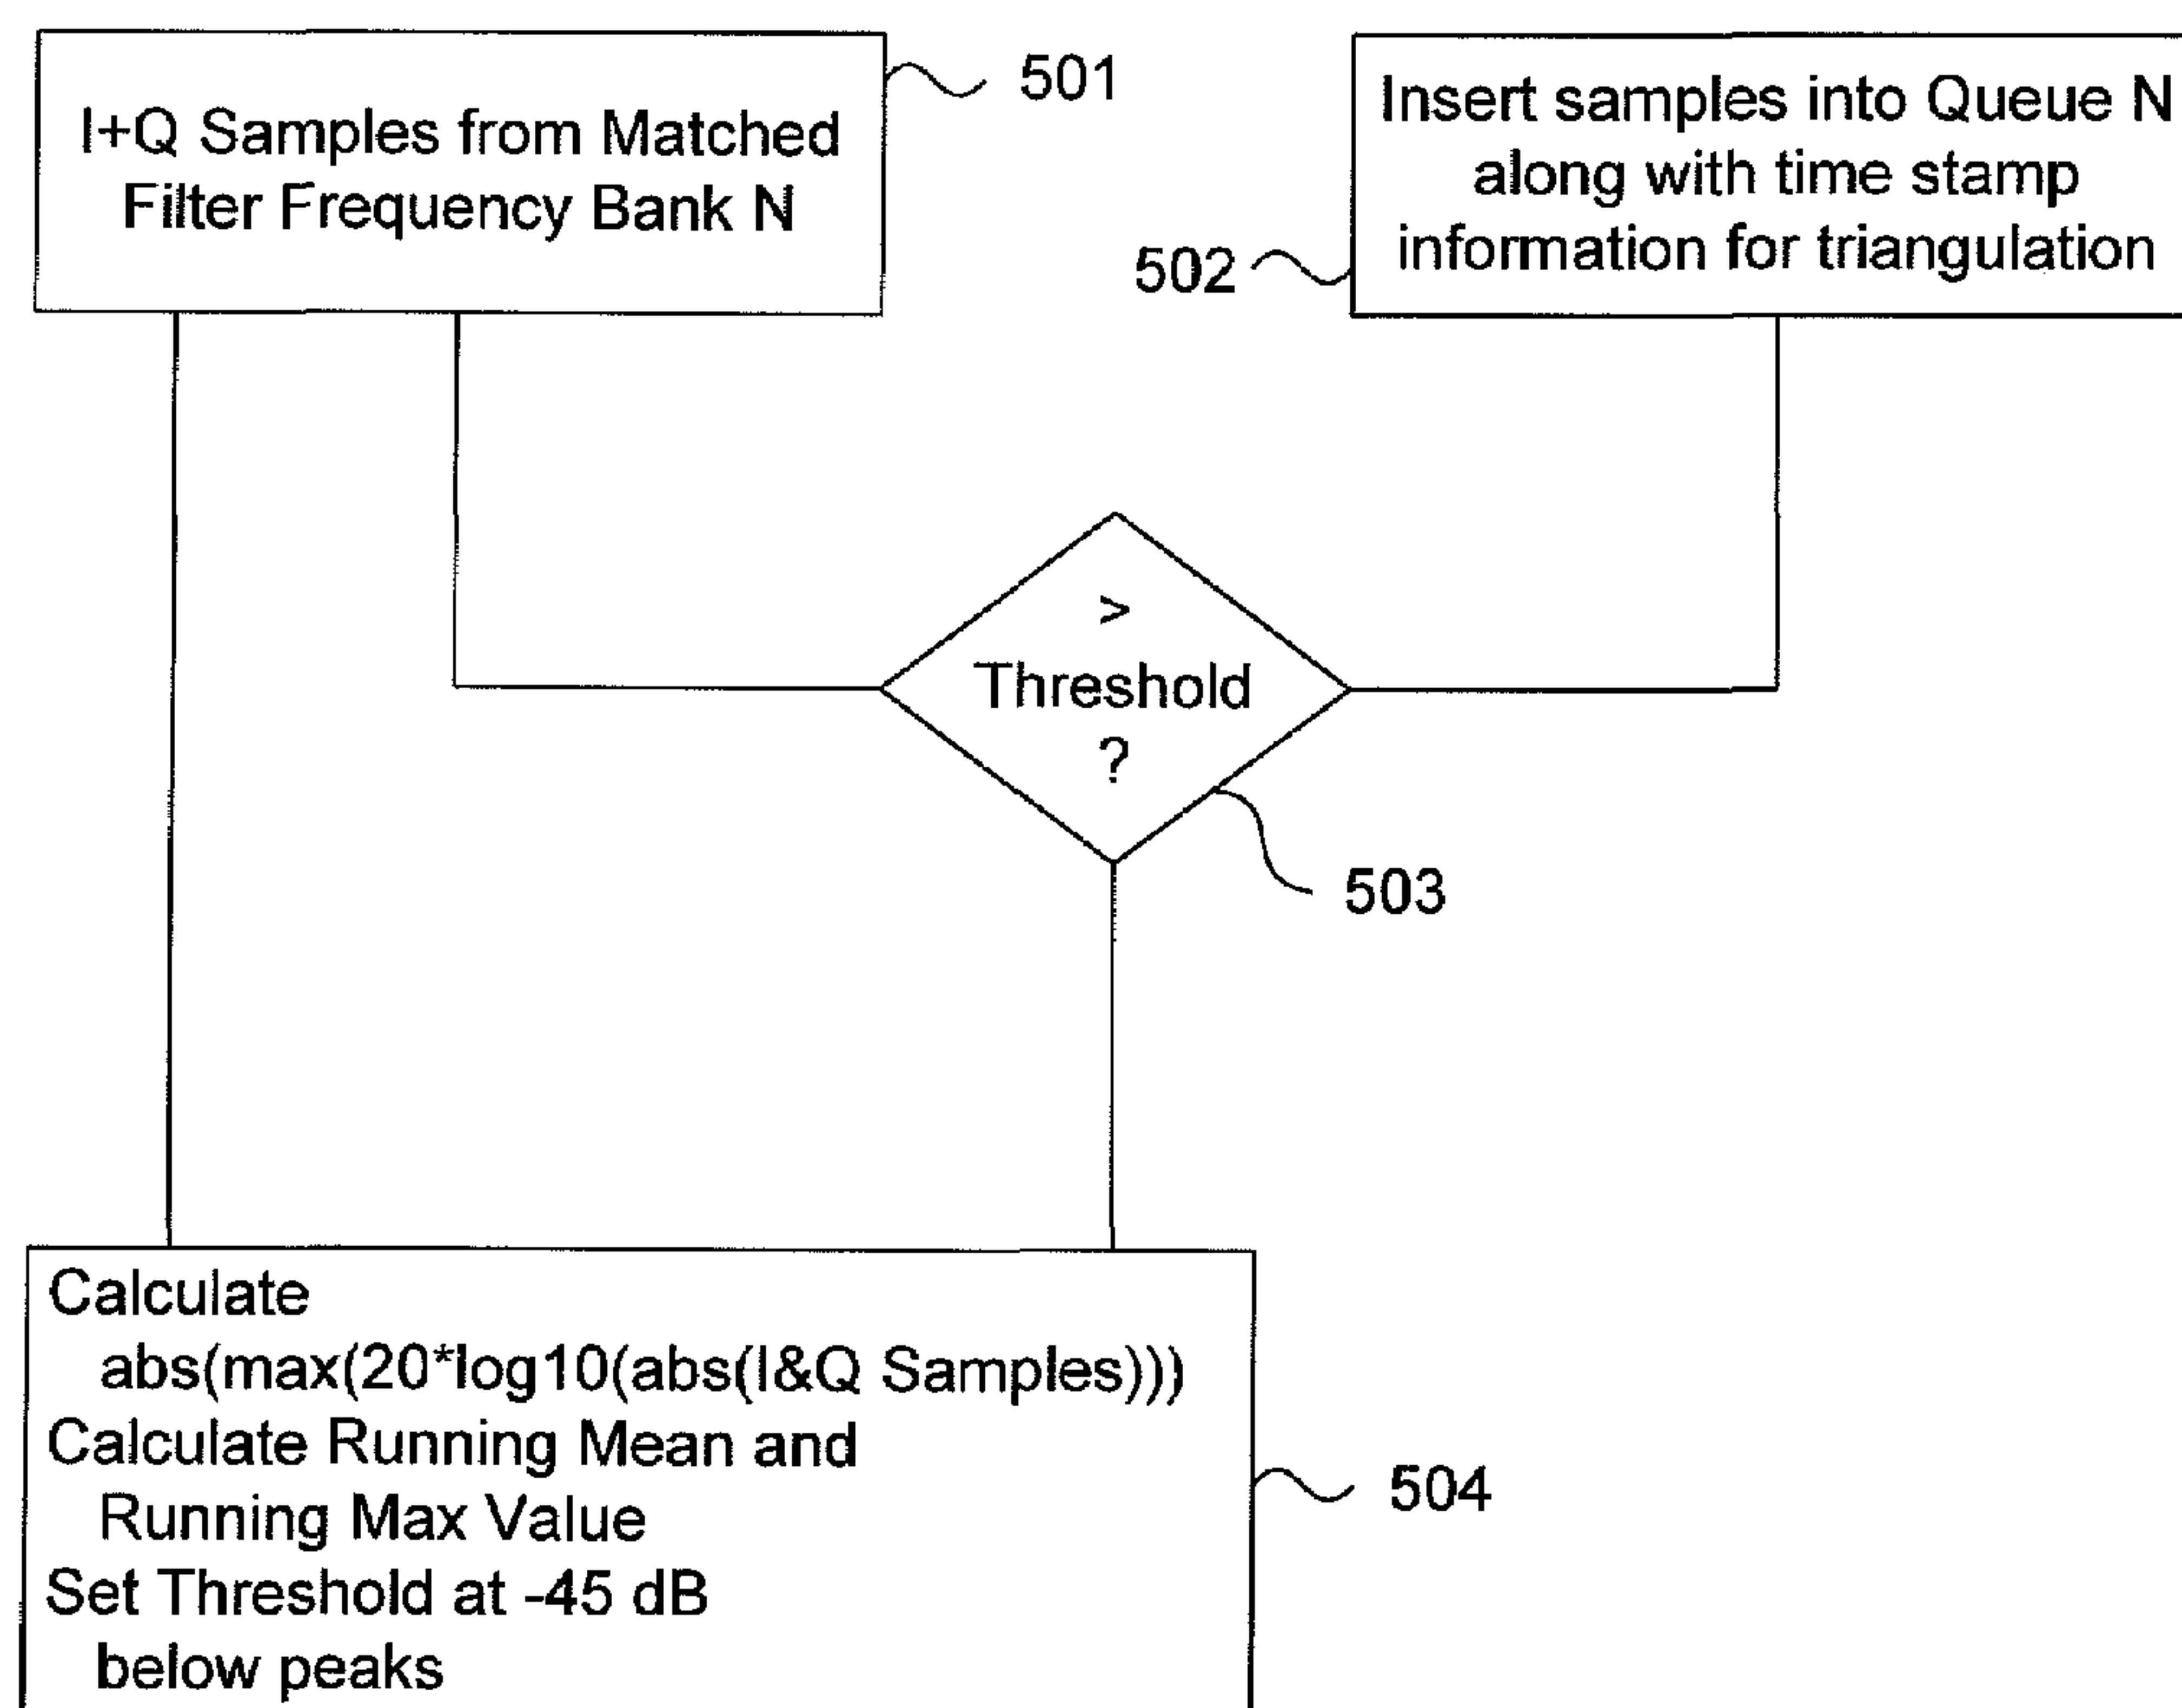 I+Q Samples from Matched
Filter Frequency Bank N
501
Insert samples into Queue N
along with time stamp
information for triangulation
502
>
Threshold
?
503
Calculate
abs(max(20*log10(abs(I&Q Samples)))
Calculate Running Mean and
Running Max Value
Set Threshold at -45 dB
below peaks
504